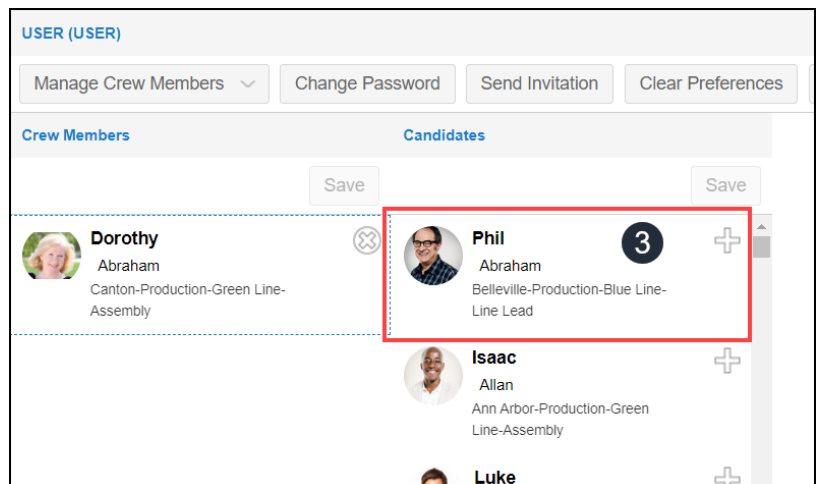 USER (USER)
Manage Crew Members
Change Password
Send Invitation
Clear Preferences
Crew Members
Candidates
Save
Save
Dorothy
Abraham
Canton-Production-Green Line-
Assembly
Phil
3
Abraham
Belleville-Production-Blue Line-
Line Lead
Isaac
Allan
Ann Arbor-Production-Green
Line-Assembly
Luke